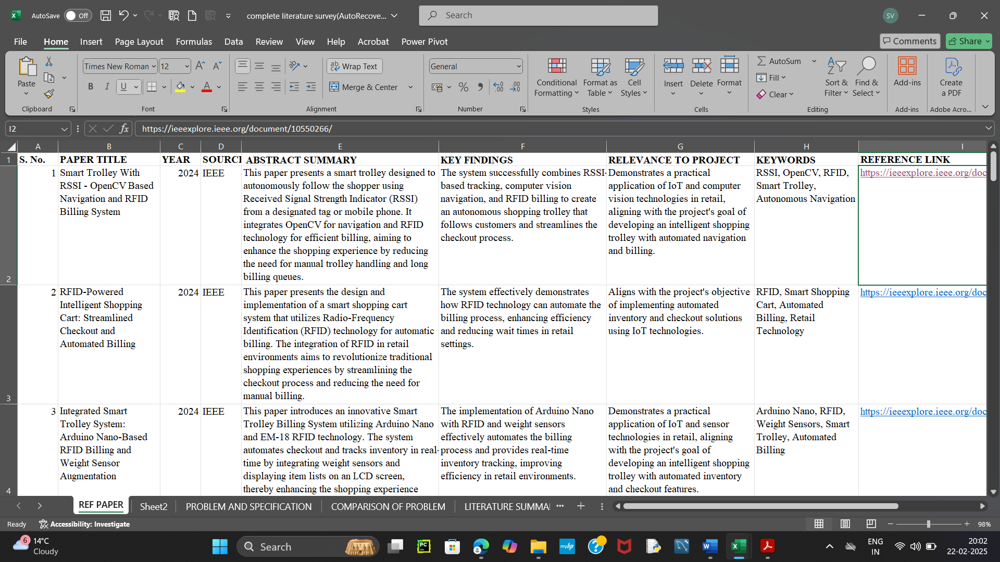 AutoSave Off complete literature survey(AutoRecove... Search SV
File Home Insert Page Layout Formulas Data Review View Help Acrobat Power Pivot Comments Share
Paste Times New Roman 12 Wrap Text General Conditional Formatting Format as Table Cell Styles Insert Delete Format AutoSum Fill Clear Sort & Filter Find & Select Add-ins Create a PDF
B I U A Merge & Center % 9
Clipboard Font Alignment Number Styles Cells Editing Add-ins Adobe Acro...
I2 fx https://ieeexplore.ieee.org/document/10550266/
A B C D E F G H I
1 S. No. PAPER TITLE YEAR SOURCE ABSTRACT SUMMARY KEY FINDINGS RELEVANCE TO PROJECT KEYWORDS REFERENCE LINK
2
1
Smart Trolley With
RSSI - OpenCV Based
Navigation and RFID
Billing System
2024
IEEE
This paper presents a smart trolley designed to
autonomously follow the shopper using
Received Signal Strength Indicator (RSSI)
from a designated tag or mobile phone. It
integrates OpenCV for navigation and RFID
technology for efficient billing, aiming to
enhance the shopping experience by reducing
the need for manual trolley handling and long
billing queues.
The system successfully combines RSSI-
based tracking, computer vision
navigation, and RFID billing to create
an autonomous shopping trolley that
follows customers and streamlines the
checkout process.
Demonstrates a practical
application of IoT and computer
vision technologies in retail,
aligning with the project's goal of
developing an intelligent shopping
trolley with automated navigation
and billing.
RSSI, OpenCV, RFID,
Smart Trolley,
Autonomous Navigation
https://ieeexplore.ieee.org/doc
3
2
RFID-Powered
Intelligent Shopping
Cart: Streamlined
Checkout and
Automated Billing
2024
IEEE
This paper presents the design and
implementation of a smart shopping cart
system that utilizes Radio-Frequency
Identification (RFID) technology for automatic
billing. The integration of RFID in retail
environments aims to revolutionize traditional
shopping experiences by streamlining the
checkout process and reducing the need for
manual billing.
The system effectively demonstrates
how RFID technology can automate the
billing process, enhancing efficiency
and reducing wait times in retail
settings.
Aligns with the project's objective
of implementing automated
inventory and checkout solutions
using IoT technologies.
RFID, Smart Shopping
Cart, Automated
Billing, Retail
Technology
https://ieeexplore.ieee.org/doc
4
3
Integrated Smart
Trolley System:
Arduino Nano-Based
RFID Billing and
Weight Sensor
Augmentation
2024
IEEE
This paper introduces an innovative Smart
Trolley Billing System utilizing Arduino Nano
and EM-18 RFID technology. The system
automates checkout and tracks inventory in real-
time by integrating weight sensors and
displaying item lists on an LCD screen,
thereby enhancing the shopping experience
The implementation of Arduino Nano
with RFID and weight sensors
effectively automates the billing
process and provides real-time
inventory tracking, improving
efficiency in retail environments.
Demonstrates a practical
application of IoT and sensor
technologies in retail, aligning
with the project's goal of
developing an intelligent shopping
trolley with automated inventory
and checkout features.
Arduino Nano, RFID,
Weight Sensors, Smart
Trolley, Automated
Billing
https://ieeexplore.ieee.org/doc
REF PAPER Sheet2 PROBLEM AND SPECIFICATION COMPARISON OF PROBLEM LITERATURE SUMMA ...
Ready Accessibility: Investigate 98%
6 14°C
Cloudy
Search
PC
myhp
ENG
IN
20:02
22-02-2025